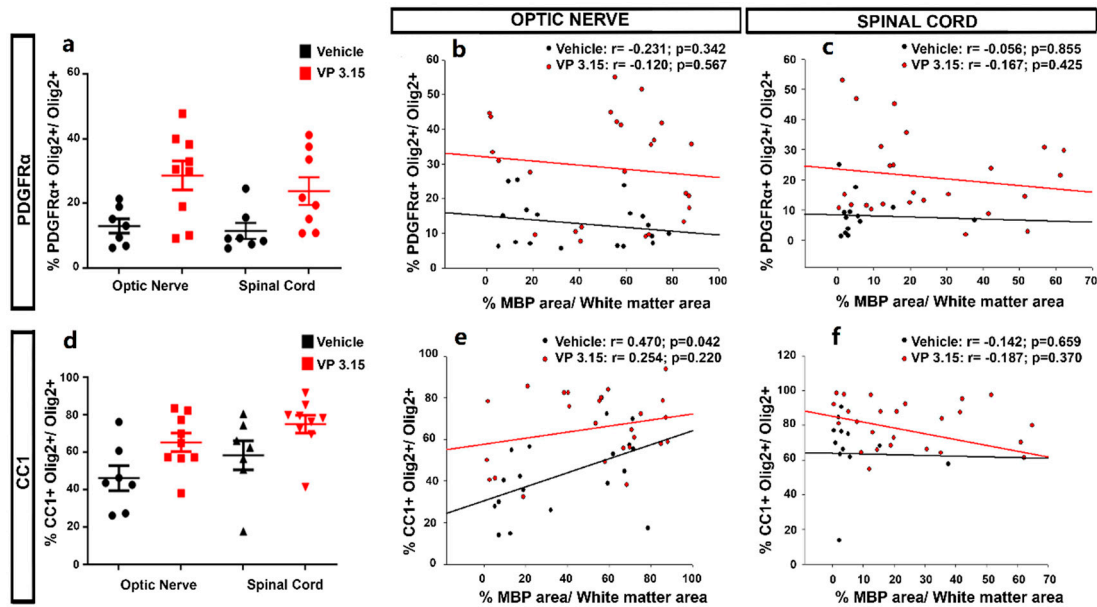 OPTIC NERVE
SPINAL CORD
PDGFRα
a
Vehicle
VP 3.15
% PDGFRα+ Olig2+/ Olig2+
60
40
20
0
Optic Nerve
Spinal Cord
b
Vehicle: r= -0.231; p=0.342
VP 3.15: r= -0.120; p=0.567
% PDGFRα+ Olig2+/ Olig2+
60
50
40
30
20
10
0
0
20
40
60
80
100
% MBP area/ White matter area
c
Vehicle: r= -0.056; p=0.855
VP 3.15: r= -0.167; p=0.425
% PDGFRα+ Olig2+/ Olig2+
60
50
40
30
20
10
0
0
10
20
30
40
50
60
70
% MBP area/ White matter area
CC1
d
Vehicle
VP 3.15
% CC1+ Olig2+/ Olig2+
100
80
60
40
20
0
Optic Nerve
Spinal Cord
e
Vehicle: r= 0.470; p=0.042
VP 3.15: r= 0.254; p=0.220
% CC1+ Olig2+/ Olig2+
100
80
60
40
20
0
0
20
40
60
80
100
% MBP area/ White matter area
f
Vehicle: r= -0.142; p=0.659
VP 3.15: r= -0.187; p=0.370
% CC1+ Olig2+/ Olig2+
120
100
80
60
40
20
0
0
10
20
30
40
50
60
70
% MBP area/ White matter area